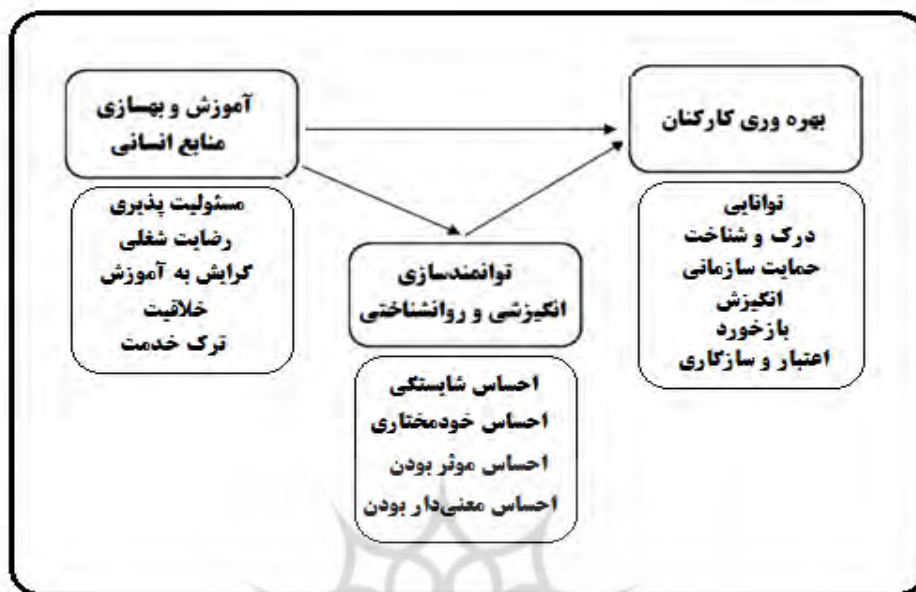 آموزش و بهسازی
منابع انسانی
مسئولیت پذیری
رضایت شغلی
گرایش به آموزش
خلاقیت
ترک خدمت
بهره وری کارکنان
توانایی
درک و شناخت
حمایت سازمانی
انگیزش
بازخورد
اعتبار و سازگاری
توانمندسازی
انگیزشی و روانشناختی
احساس شایستگی
احساس خودمختاری
احساس موثر بودن
احساس معنی‌دار بودن